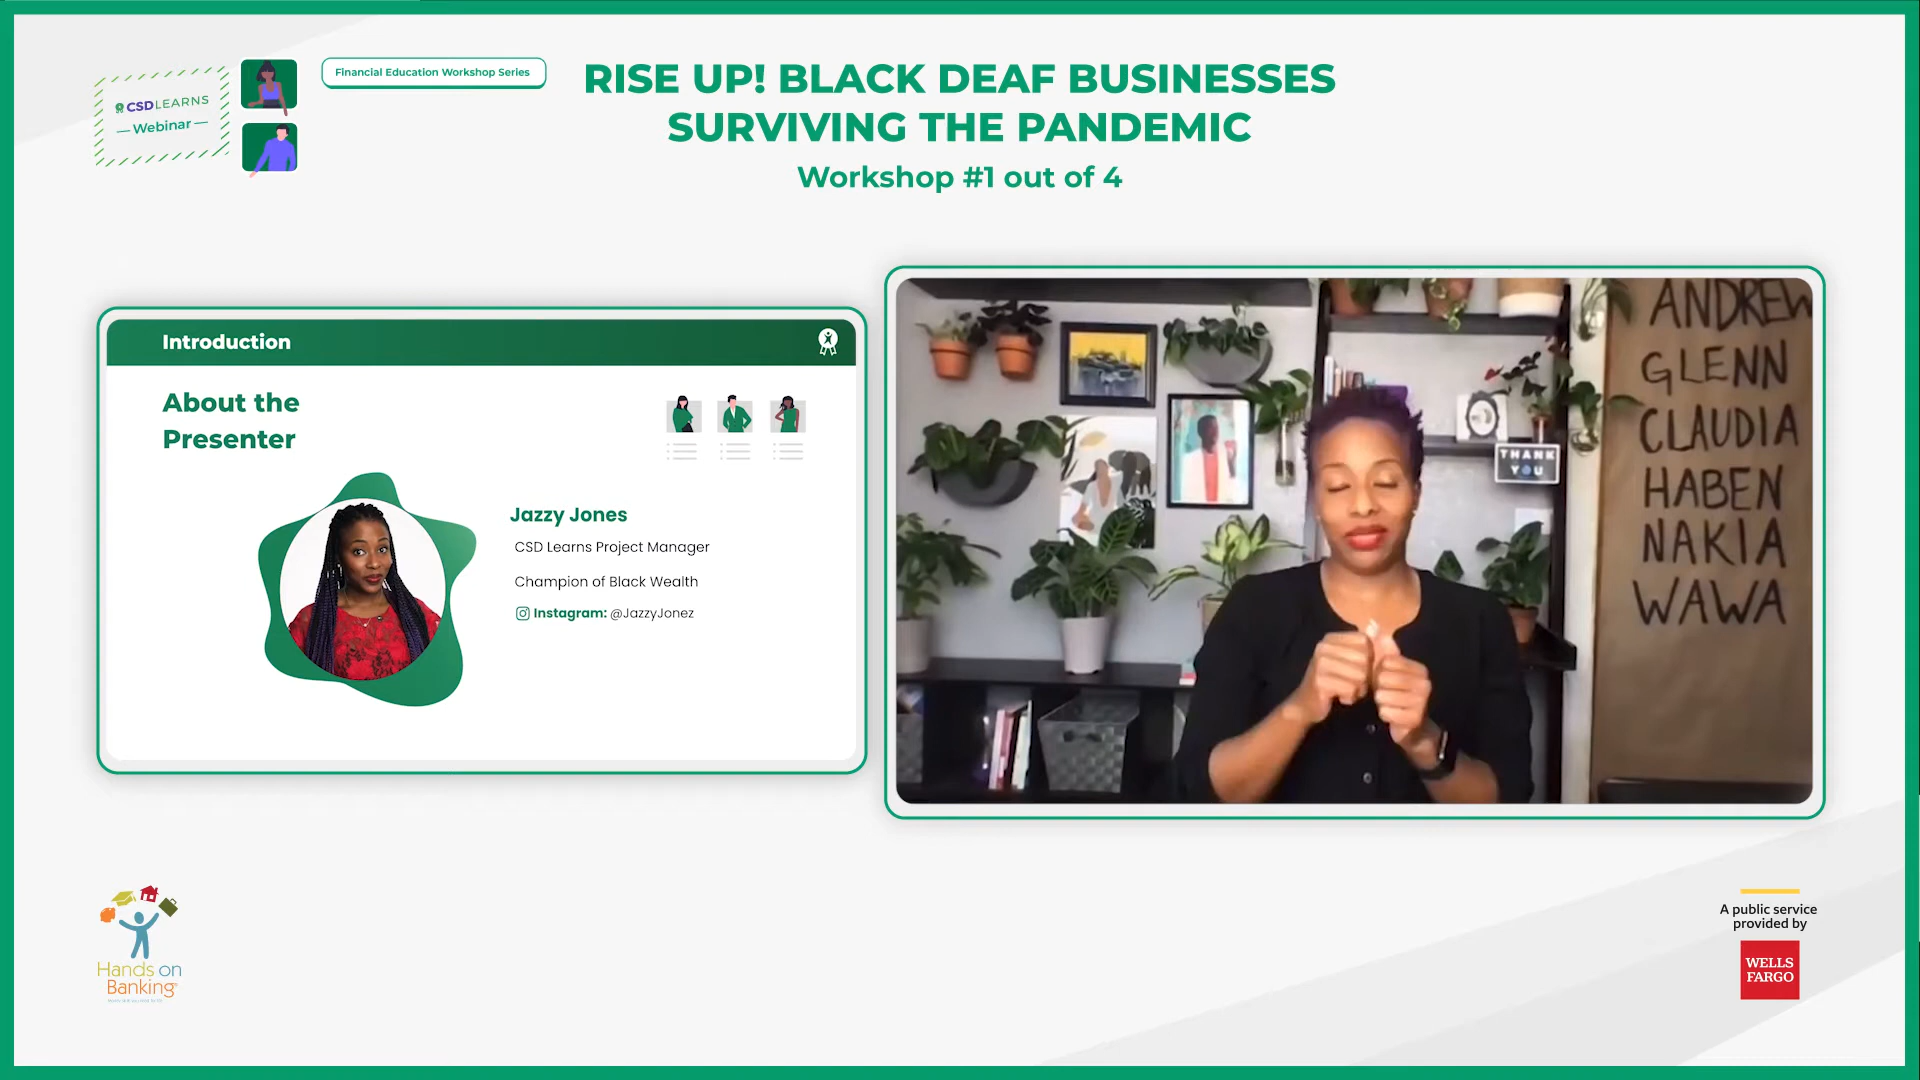 CSDLEARNS
— Webinar —
Financial Education Workshop Series
RISE UP! BLACK DEAF BUSINESSES
SURVIVING THE PANDEMIC
Workshop #1 out of 4
Introduction
About the
Presenter
Jazzy Jones
CSD Learns Project Manager
Champion of Black Wealth
Instagram: @JazzyJonez
THANK
YOU
ANDREW
GLENN
CLAUDIA
HABEN
NAKIA
WAWA
Hands on
Banking®
A public service
provided by
WELLS
FARGO